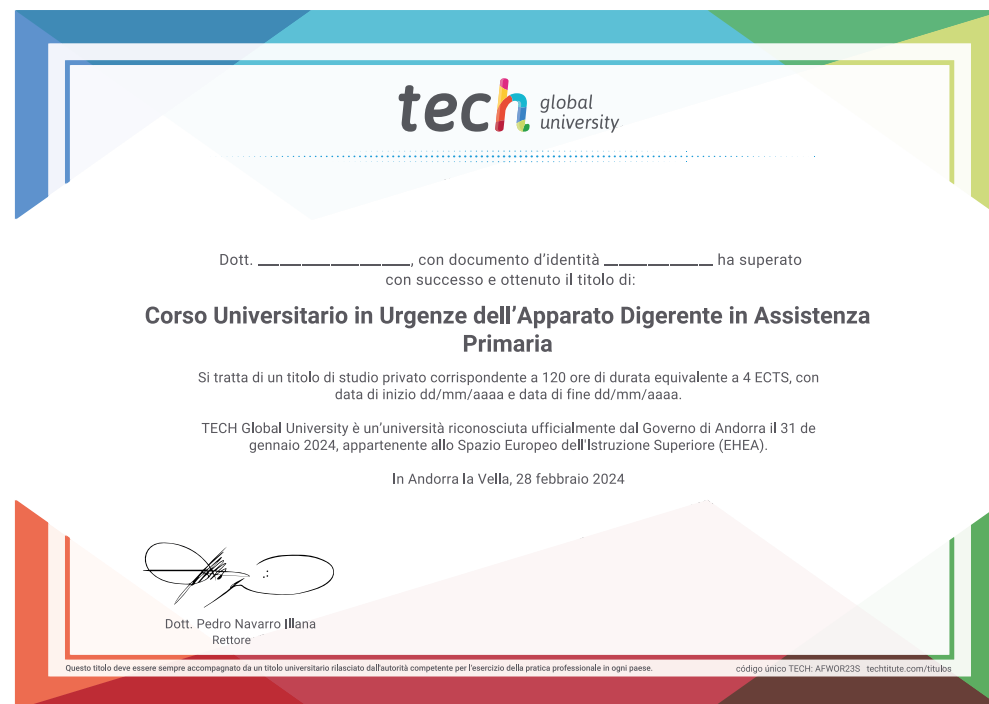 tech global university
Dott. __________________, con documento d'identità _____________ ha superato
con successo e ottenuto il titolo di:
Corso Universitario in Urgenze dell'Apparato Digerente in Assistenza
Primaria
Si tratta di un titolo di studio privato corrispondente a 120 ore di durata equivalente a 4 ECTS, con
data di inizio dd/mm/aaaa e data di fine dd/mm/aaaa.
TECH Global University è un'università riconosciuta ufficialmente dal Governo di Andorra il 31 de
gennaio 2024, appartenente allo Spazio Europeo dell'Istruzione Superiore (EHEA).
In Andorra la Vella, 28 febbraio 2024
Dott. Pedro Navarro Illana
Rettore
Questo titolo deve essere sempre accompagnato da un titolo universitario rilasciato dall'autorità competente per l'esercizio della pratica professionale in ogni paese.
código único TECH: AFWOR23S techtitute.com/titulos